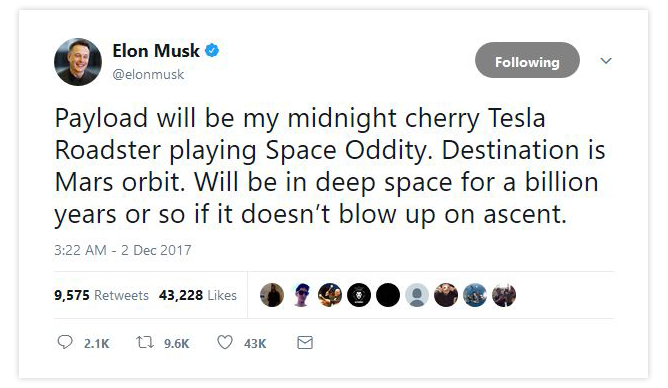 Elon Musk
@elonmusk
Following
Payload will be my midnight cherry Tesla
Roadster playing Space Oddity. Destination is
Mars orbit. Will be in deep space for a billion
years or so if it doesn’t blow up on ascent.
3:22 AM - 2 Dec 2017
9,575 Retweets 43,228 Likes
2.1K 9.6K 43K